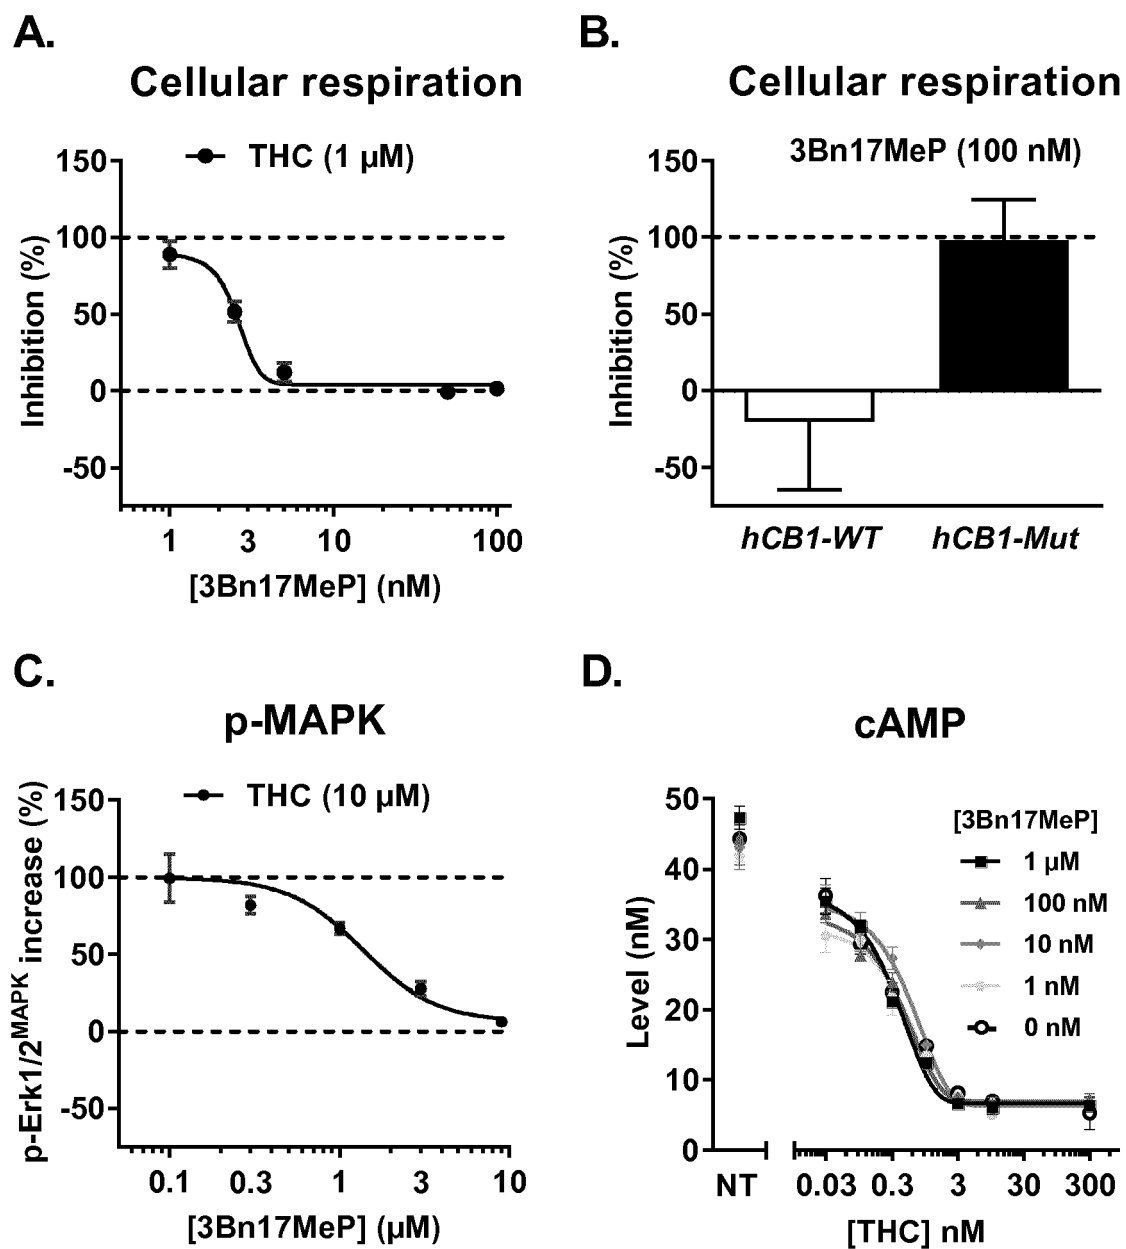 A.
Cellular respiration
THC (1 µM)
150
100
50
0
-50
Inhibition (%)
1 3 10 100
[3Bn17MeP] (nM)
B.
Cellular respiration
3Bn17MeP (100 nM)
150
100
50
0
-50
Inhibition (%)
hCB1-WT hCB1-Mut
C.
p-MAPK
THC (10 µM)
150
100
50
0
-50
p-Erk1/2MAPK increase (%)
0.1 0.3 1 3 10
[3Bn17MeP] (µM)
D.
cAMP
50
40
30
20
10
0
Level (nM)
[3Bn17MeP]
1 µM
100 nM
10 nM
1 nM
0 nM
NT 0.03 0.3 3 30 300
[THC] nM